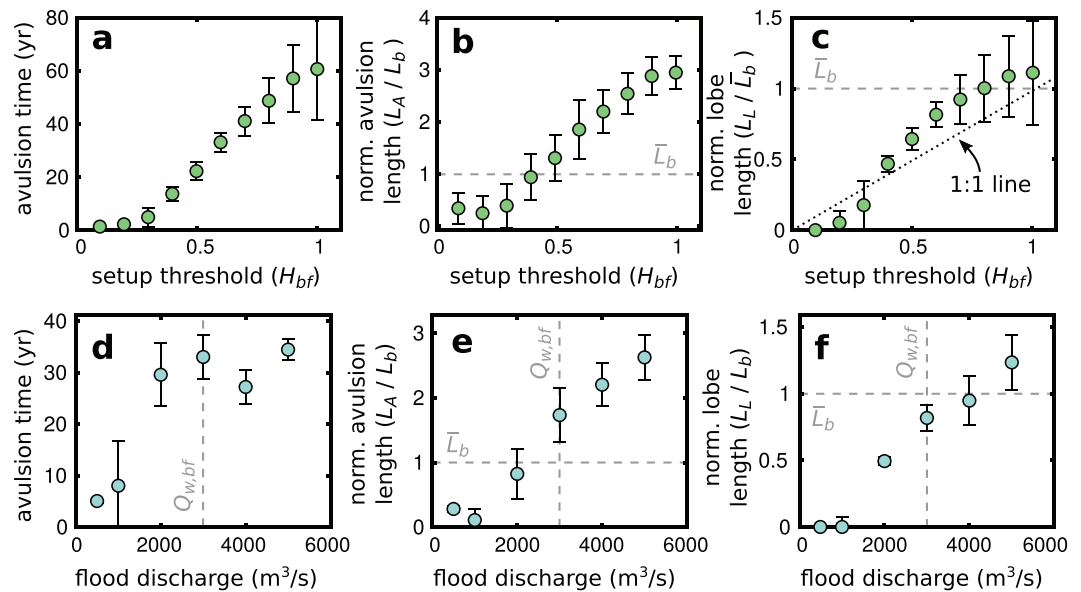 a
80
60
40
20
0
0
0.5
1
avulsion time (yr)
setup threshold (H_bf)
b
4
3
2
1
0
0
0.5
1
norm. avulsion
length (L_A / L_b)
L̅_b
setup threshold (H_bf)
c
1.5
1
0.5
0
0
0.5
1
norm. lobe
length (L_L / L̅_b )
L̅_b
1:1 line
setup threshold (H_bf)
d
40
30
20
10
0
0
2000
4000
6000
avulsion time (yr)
Q_w,bf
flood discharge (m³/s)
e
3
2
1
0
0
2000
4000
6000
norm. avulsion
length (L_A / L_b)
Q_w,bf
L̅_b
flood discharge (m³/s)
f
1.5
1
0.5
0
0
2000
4000
6000
norm. lobe
length (L_L / L_b)
Q_w,bf
L̅_b
flood discharge (m³/s)